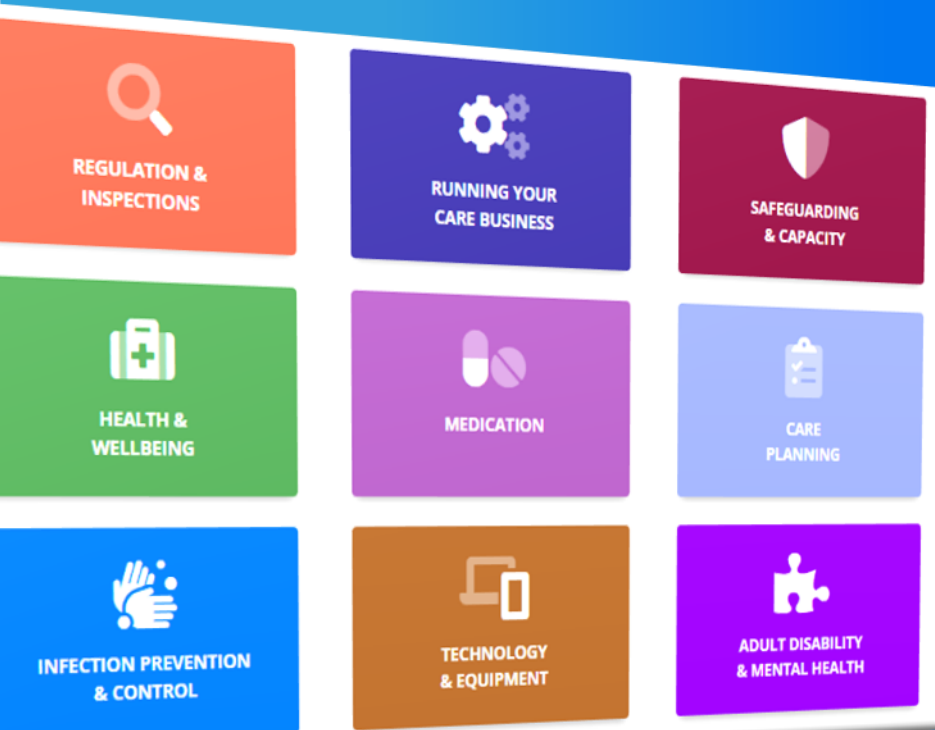 REGULATION &
INSPECTIONS
RUNNING YOUR
CARE BUSINESS
SAFEGUARDING
& CAPACITY
HEALTH &
WELLBEING
MEDICATION
CARE
PLANNING
INFECTION PREVENTION
& CONTROL
TECHNOLOGY
& EQUIPMENT
ADULT DISABILITY
& MENTAL HEALTH